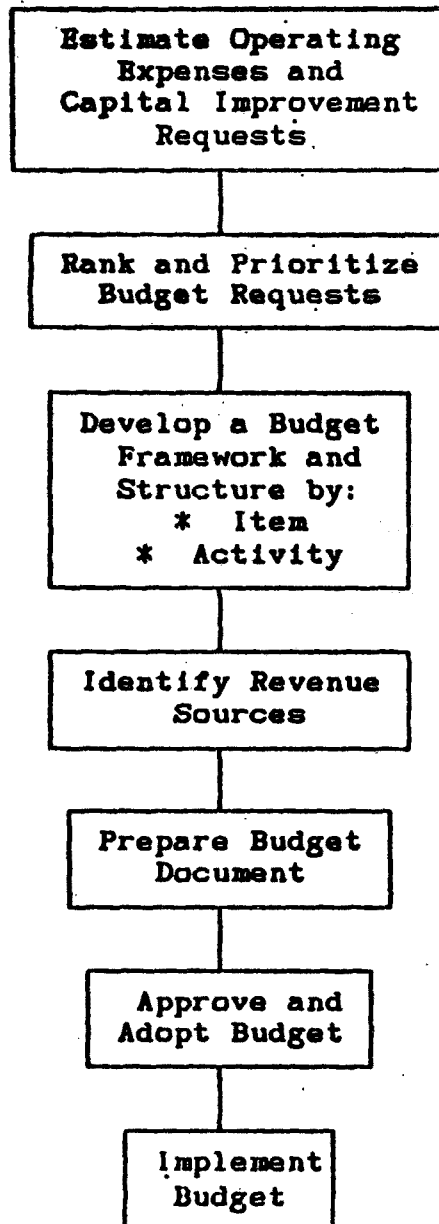 Estimate Operating
Expenses and
Capital Improvement
Requests
Rank and Prioritize
Budget Requests
Develop a Budget
Framework and
Structure by:
* Item
* Activity
Identify Revenue
Sources
Prepare Budget
Document
Approve and
Adopt Budget
Implement
Budget